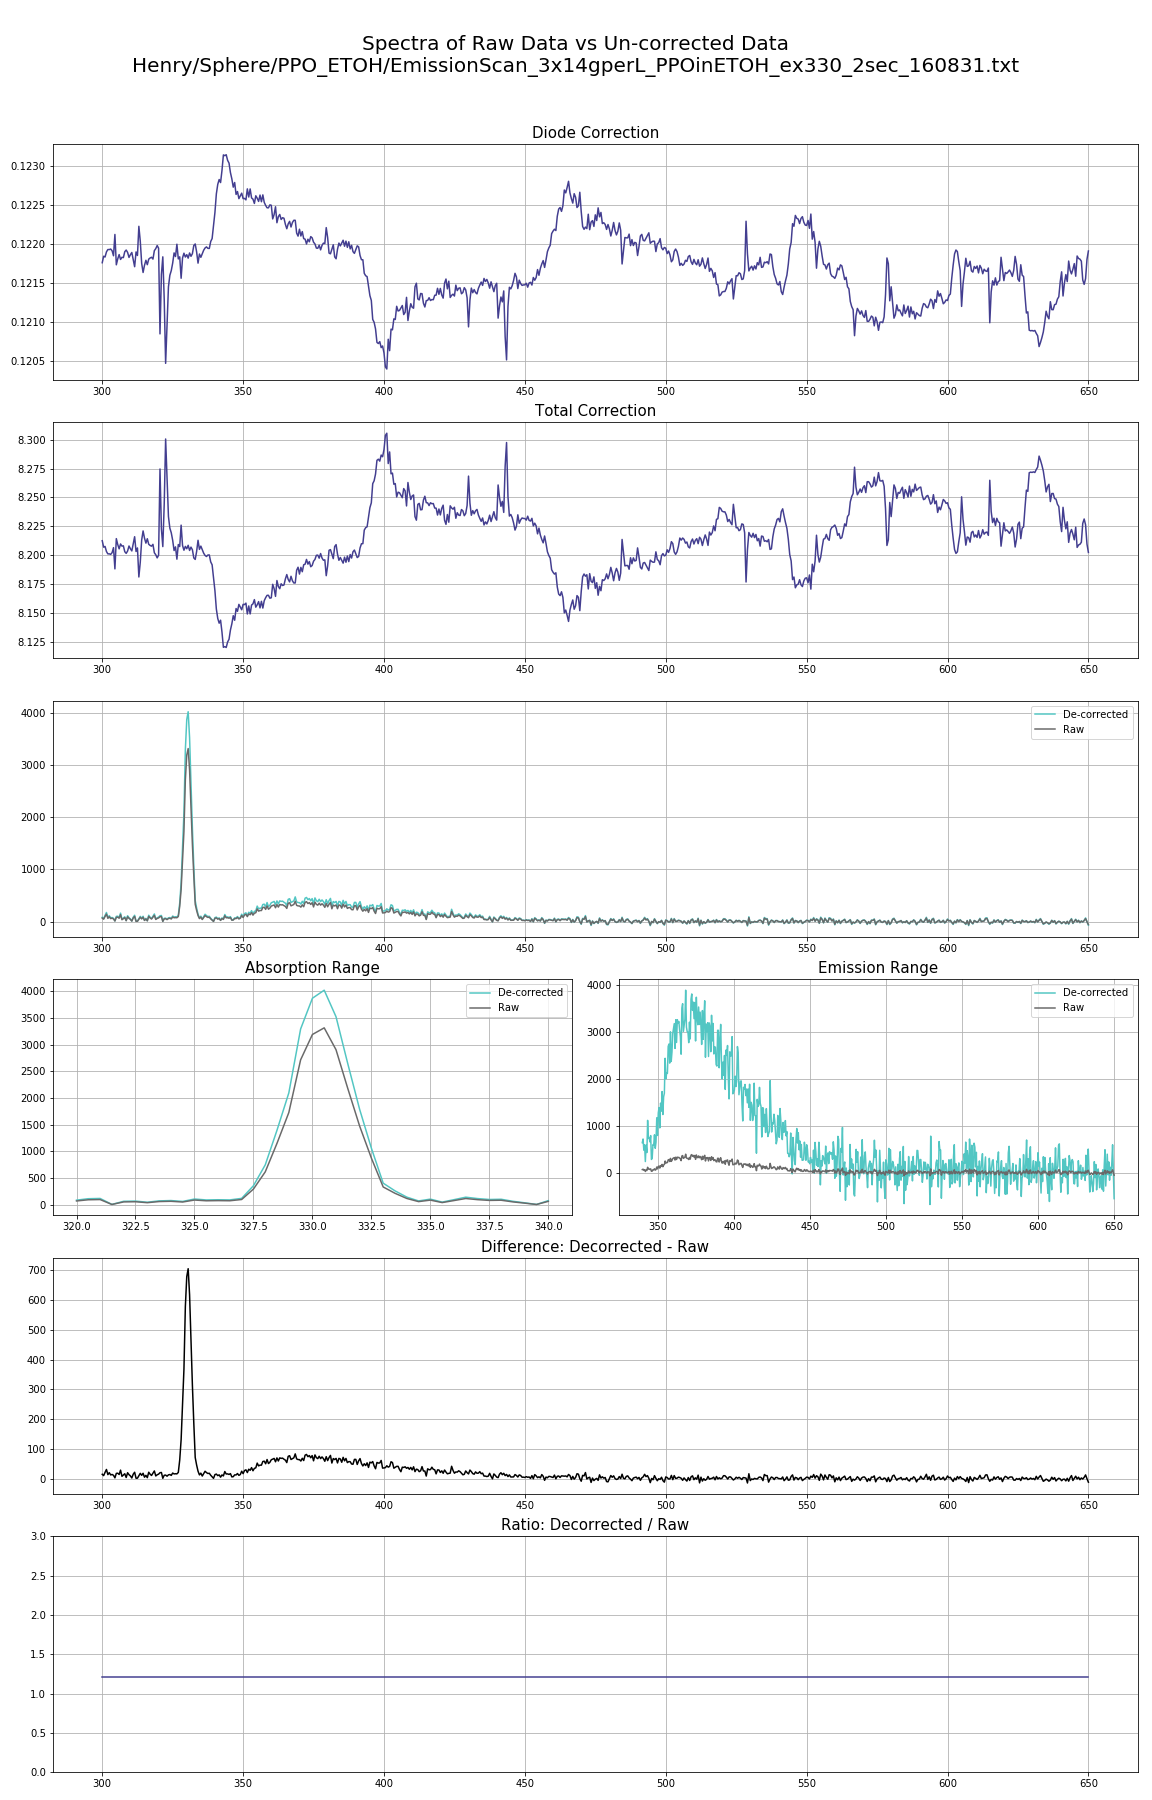 Spectra of Raw Data vs Un-corrected Data
Henry/Sphere/PPO_ETOH/EmissionScan_3x14gperL_PPOinETOH_ex330_2sec_160831.txt
Diode Correction
0.1230
0.1225
0.1220
0.1215
0.1210
0.1205
300 350 400 450 500 550 600 650
Total Correction
8.300
8.275
8.250
8.225
8.200
8.175
8.150
8.125
300 350 400 450 500 550 600 650
De-corrected
Raw
4000
3000
2000
1000
0
300 350 400 450 500 550 600 650
Absorption Range
De-corrected
Raw
4000
3500
3000
2500
2000
1500
1000
500
0
320.0 322.5 325.0 327.5 330.0 332.5 335.0 337.5 340.0
Emission Range
De-corrected
Raw
4000
3000
2000
1000
0
350 400 450 500 550 600 650
Difference: Decorrected - Raw
700
600
500
400
300
200
100
0
300 350 400 450 500 550 600 650
Ratio: Decorrected / Raw
3.0
2.5
2.0
1.5
1.0
0.5
0.0
300 350 400 450 500 550 600 650